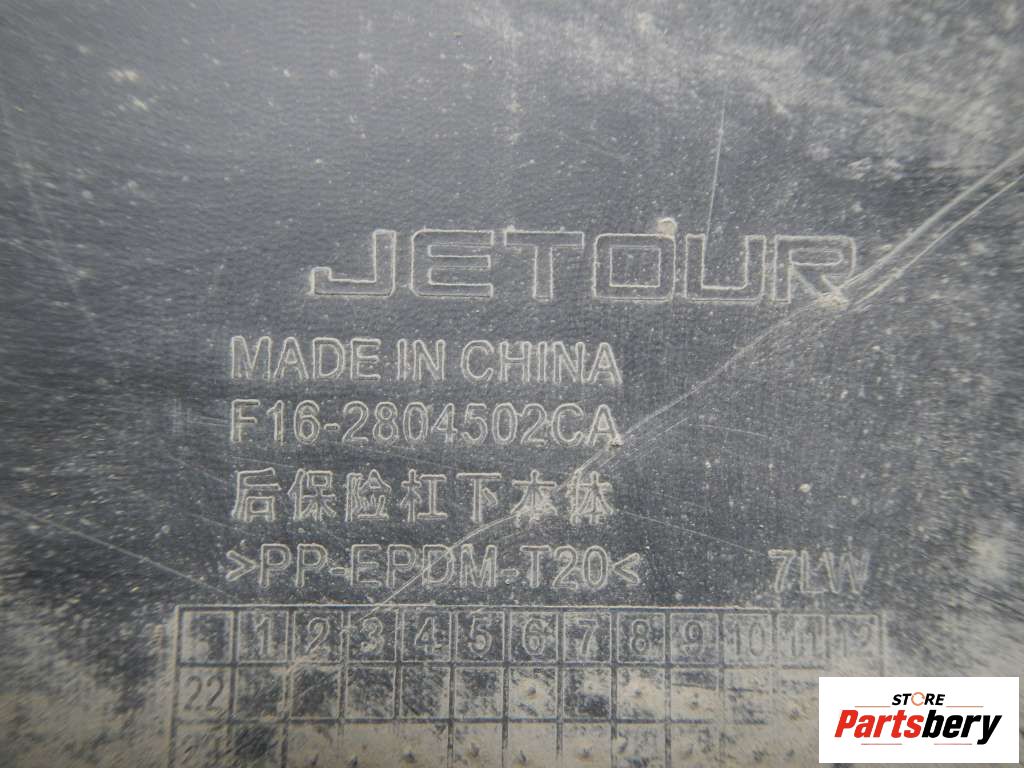 JETOUR
MADE IN CHINA
F16-2804502CA
后保险杠下本体
>PP-EPDM-T20< 7LW
1 2 3 4 5 6 7 8 9 10 11 12
22
STORE
Partsbery